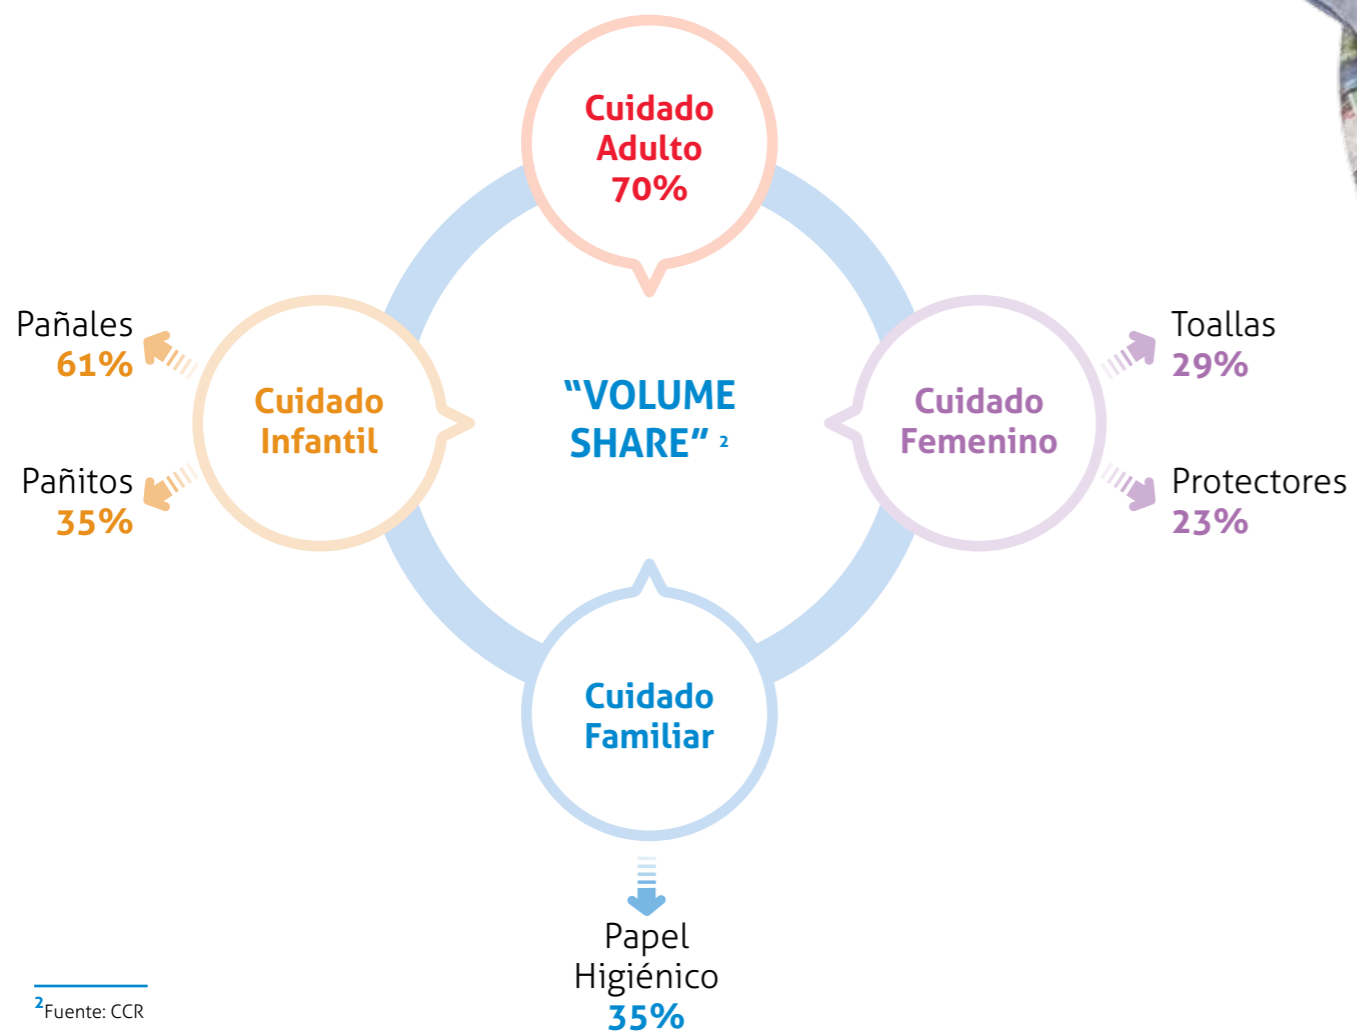 Cuidado
Adulto
70%
Pañales
61%
Pañitos
35%
Cuidado
Infantil
“VOLUME
SHARE” 2
Cuidado
Femenino
Toallas
29%
Protectores
23%
Cuidado
Familiar
Papel
Higiénico
35%
2Fuente: CCR